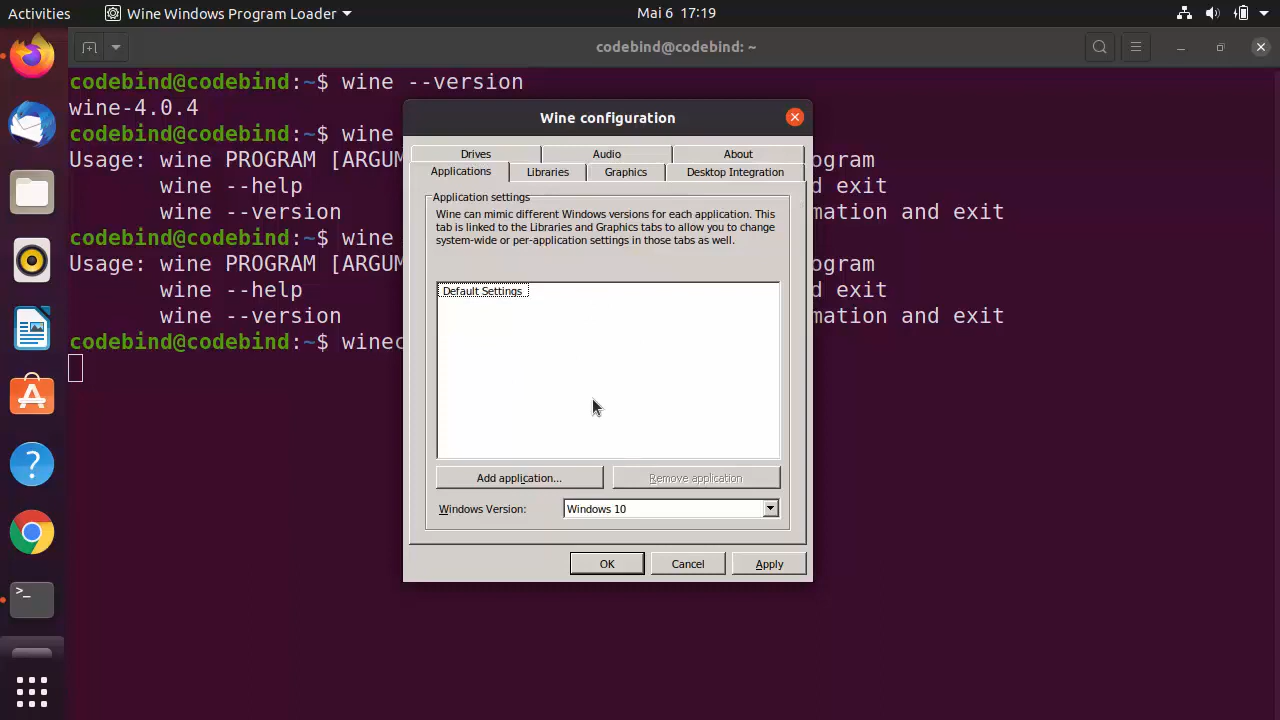 Activities
Wine Windows Program Loader
Mai 6 17:19
codebind@codebind: ~
codebind@codebind:~$ wine --version
wine-4.0.4
codebind@codebind:~$ wine
Usage: wine PROGRAM [ARGUM ogram
wine --help d exit
wine --version mation and exit
codebind@codebind:~$ wine
Usage: wine PROGRAM [ARGUM ogram
wine --help d exit
wine --version mation and exit
codebind@codebind:~$ winec
Wine configuration
Drives Audio About
Applications Libraries Graphics Desktop Integration
Application settings
Wine can mimic different Windows versions for each application. This
tab is linked to the Libraries and Graphics tabs to allow you to change
system-wide or per-application settings in those tabs as well.
Default Settings
Add application...
Remove application
Windows Version: Windows 10
OK Cancel Apply